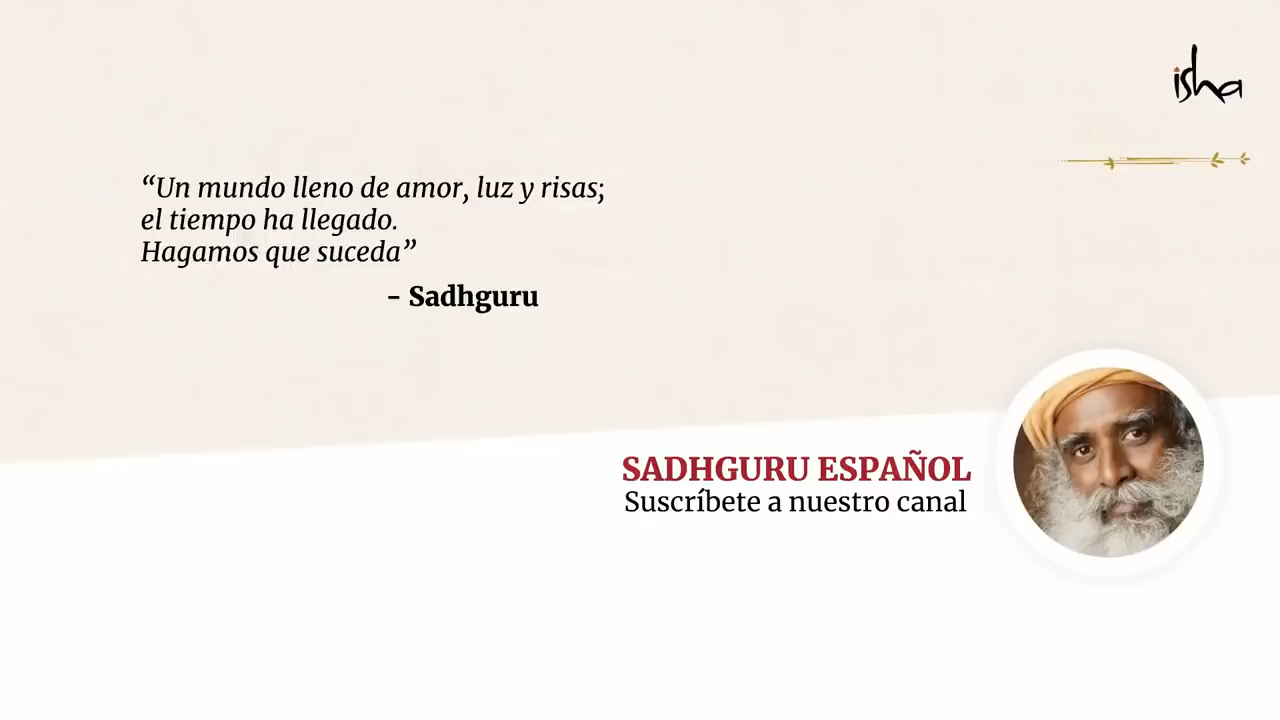 isha
“Un mundo lleno de amor, luz y risas;
el tiempo ha llegado.
Hagamos que suceda”
- Sadhguru
SADHGURU ESPAÑOL
Suscríbete a nuestro canal